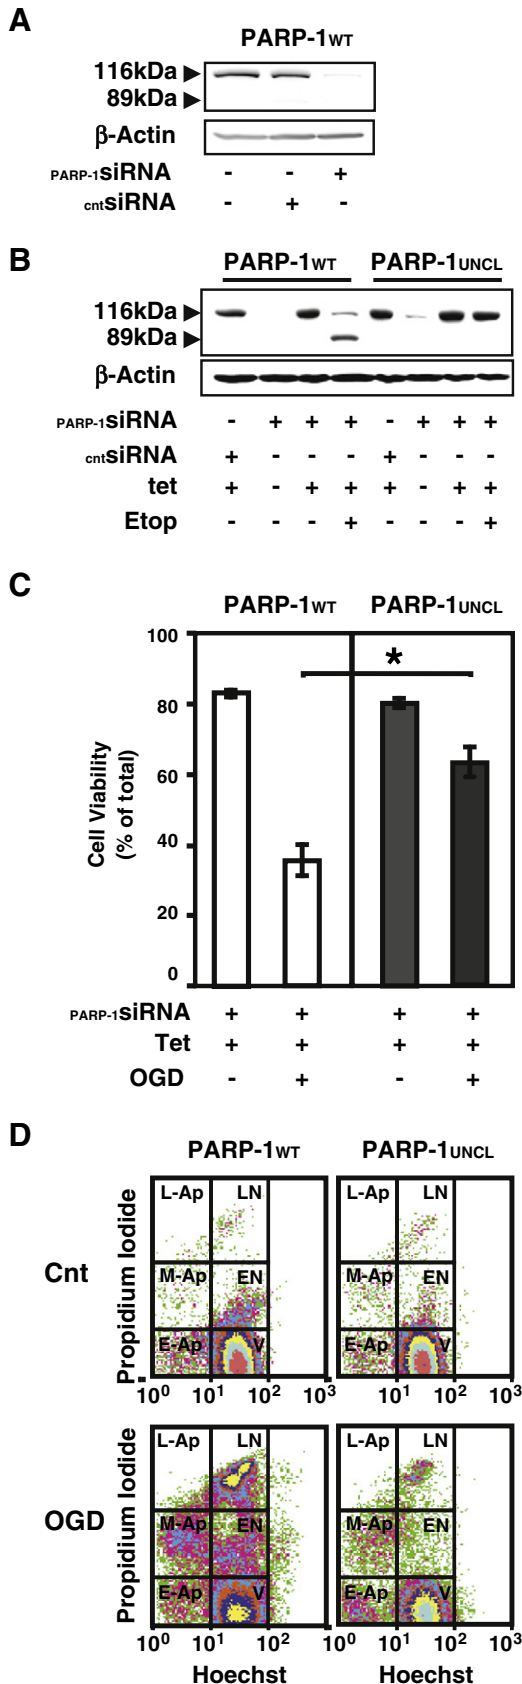 A
PARP-1WT
116kDa ►
89kDa ►
β-Actin
PARP-1siRNA - - +
cntsiRNA - + -
B
PARP-1WT PARP-1UNCL
116kDa ►
89kDa ►
β-Actin
PARP-1siRNA - + + + - + + +
cntsiRNA + - - - + - - -
tet + - + + + - + +
Etop - - - + - - - +
C
PARP-1WT PARP-1UNCL
100
80
60
40
20
0
Cell Viability
(% of total)
*
PARP-1siRNA + + + +
Tet + + + +
OGD - + - +
D
PARP-1WT PARP-1UNCL
Cnt
Propidium Iodide
L-Ap LN L-Ap LN
M-Ap EN M-Ap EN
E-Ap V E-Ap V
10⁰ 10¹ 10² 10³ 10¹ 10² 10³
OGD
Propidium Iodide
L-Ap LN L-Ap LN
M-Ap EN M-Ap EN
E-Ap V E-Ap V
10⁰ 10¹ 10² 10⁰ 10¹ 10² 10³
Hoechst Hoechst